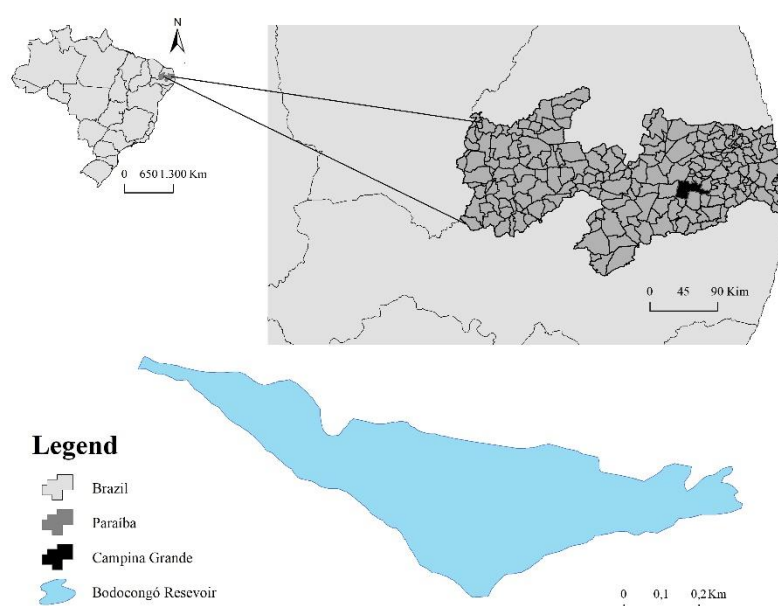 N
0 650 1.300 Km
0 45 90 Kim
Legend
Brazil
Paraiba
Campina Grande
Bodocongó Resevoir
0 0,1 0,2 Km